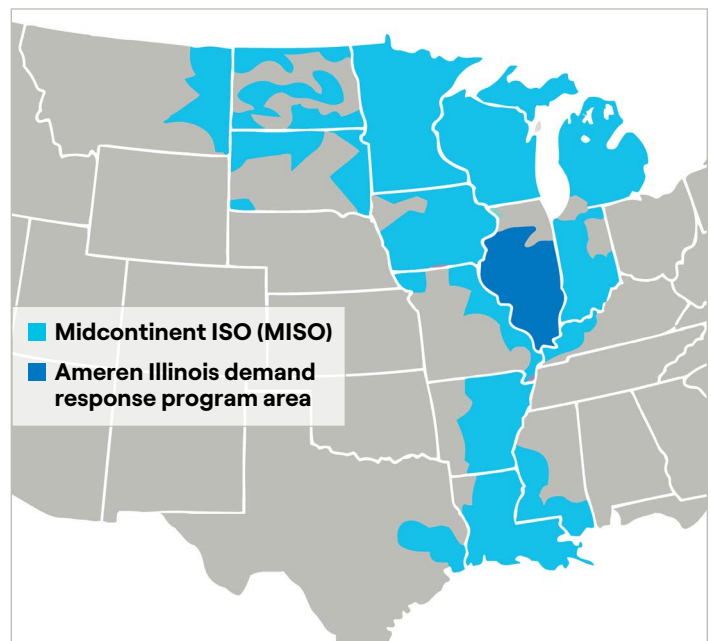 Midcontinent ISO (MISO)
Ameren Illinois demand
response program area